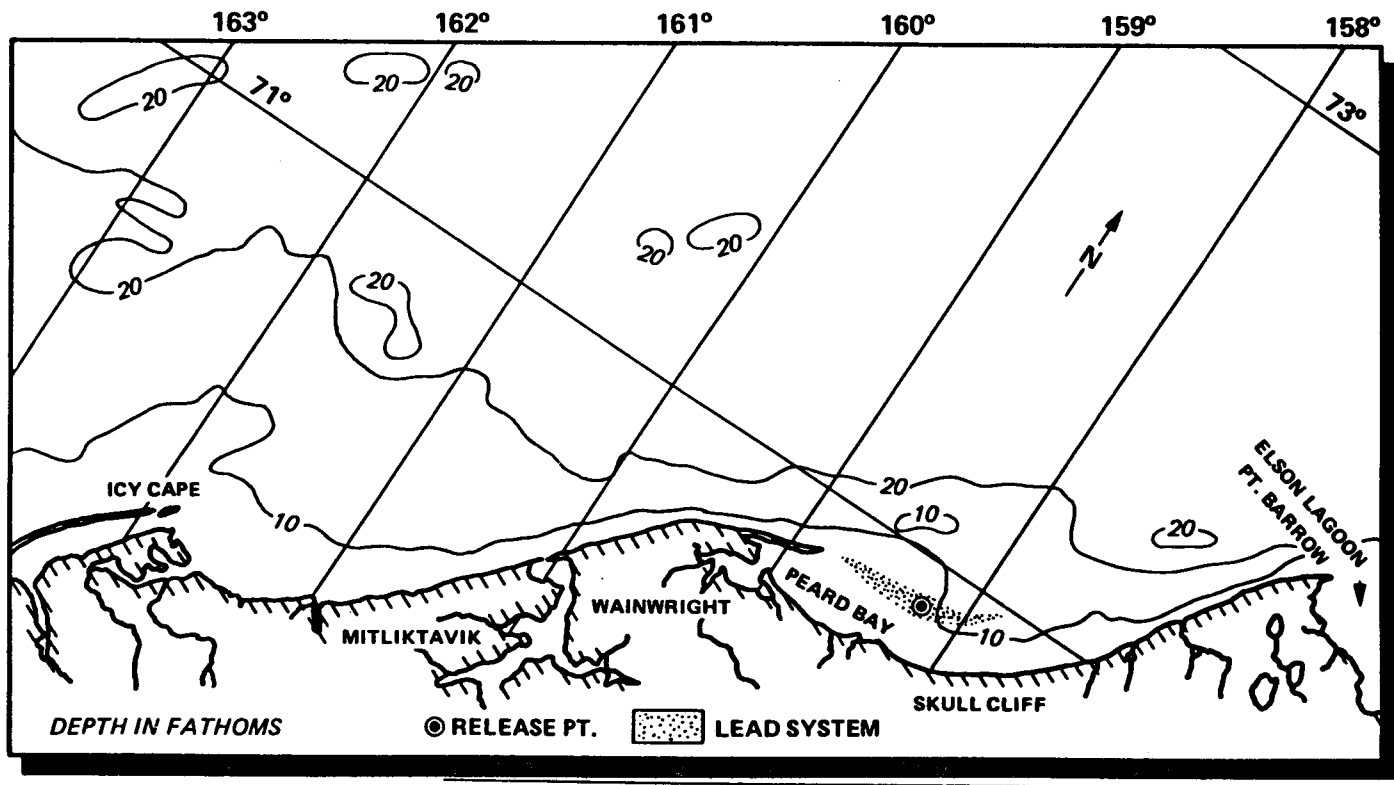 163° 162° 161° 160° 159° 158°
71°
73°
20
20
20
20
20
20
20
N
20
10
20
10
20
10
ICY CAPE
MITLIKTAVIK
WAINWRIGHT
PEARD BAY
SKULL CLIFF
ELSON LAGOON
PT. BARROW
DEPTH IN FATHOMS
RELEASE PT.
LEAD SYSTEM